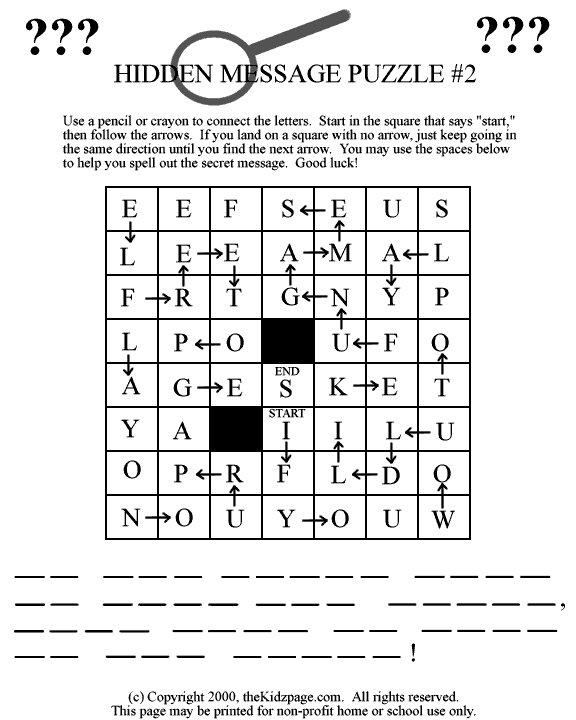 ??? ???
HIDDEN MESSAGE PUZZLE #2
Use a pencil or crayon to connect the letters. Start in the square that says "start,"
then follow the arrows. If you land on a square with no arrow, just keep going in
the same direction until you find the next arrow. You may use the spaces below
to help you spell out the secret message. Good luck!
E E F S E U S
L E E A M A L
F R T G N Y P
L P O U F O
END
A G E S K E T
START
Y A I I L U
O P R F L D O
N O U Y O U W
,
!
(c) Copyright 2000, theKidzpage.com. All rights reserved.
This page may be printed for non-profit home or school use only.